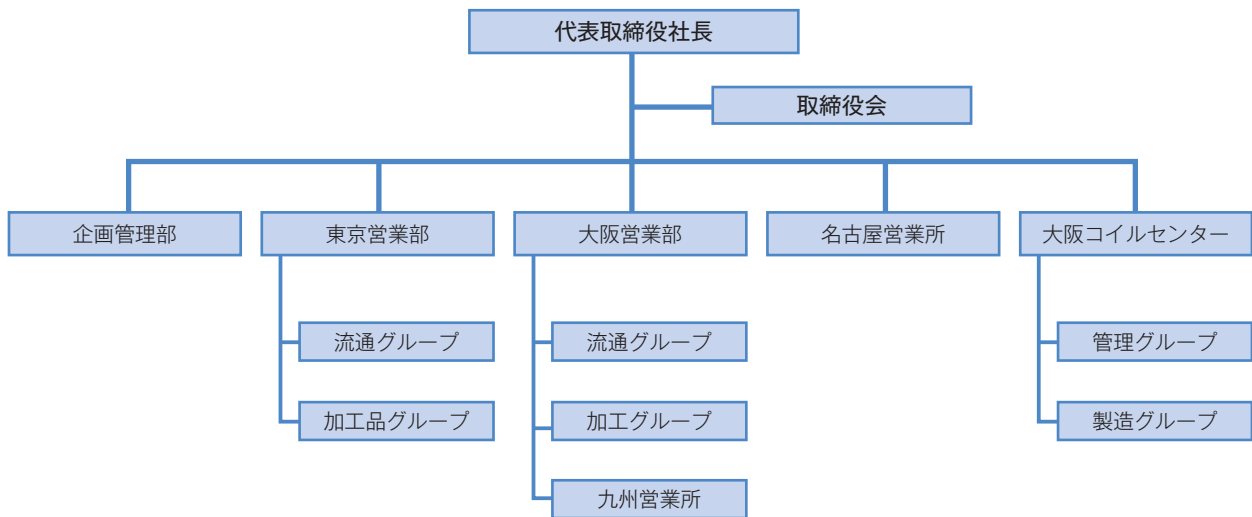 代表取締役社長
取締役会
企画管理部
東京営業部
大阪営業部
名古屋営業所
大阪コイルセンター
流通グループ
流通グループ
管理グループ
加工品グループ
加工グループ
製造グループ
九州営業所